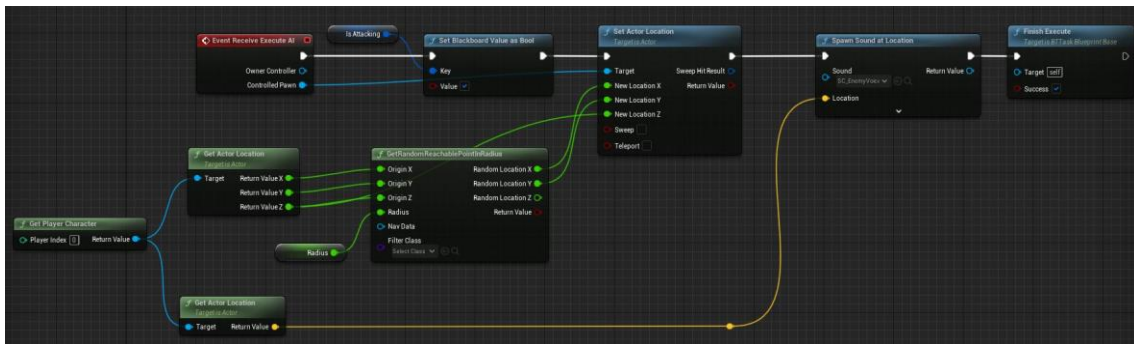 Event Receive Execute AI
Owner Controller
Controlled Pawn
Is Attacking
Set Blackboard Value as Bool
Key
Value
Set Actor Location
Target is Actor
Target
Sweep Hit Result
New Location X
Return Value
New Location Y
New Location Z
Sweep
Teleport
Spawn Sound at Location
Sound
Return Value
SC_EnemyVoice
Location
Finish Execute
Target is BTTask Blueprint Base
Target
self
Success
Get Actor Location
Target is Actor
Target
Return Value X
Return Value Y
Return Value Z
GetRandomReachablePointInRadius
Origin X
Random Location X
Origin Y
Random Location Y
Origin Z
Random Location Z
Radius
Return Value
Nav Data
Filter Class
Select Class
Get Player Character
Player Index
0
Return Value
Radius
Get Actor Location
Target is Actor
Target
Return Value